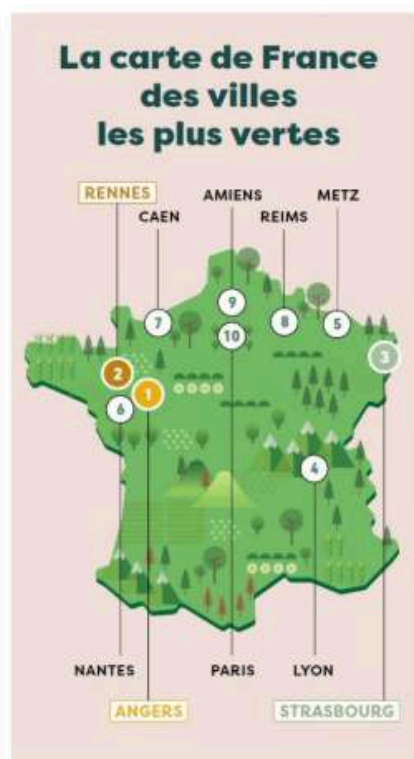 La carte de France
des villes
les plus vertes
RENNES
AMIENS
METZ
CAEN
REIMS
9
7
8
5
10
3
2
1
6
4
NANTES
PARIS
LYON
ANGERS
STRASBOURG